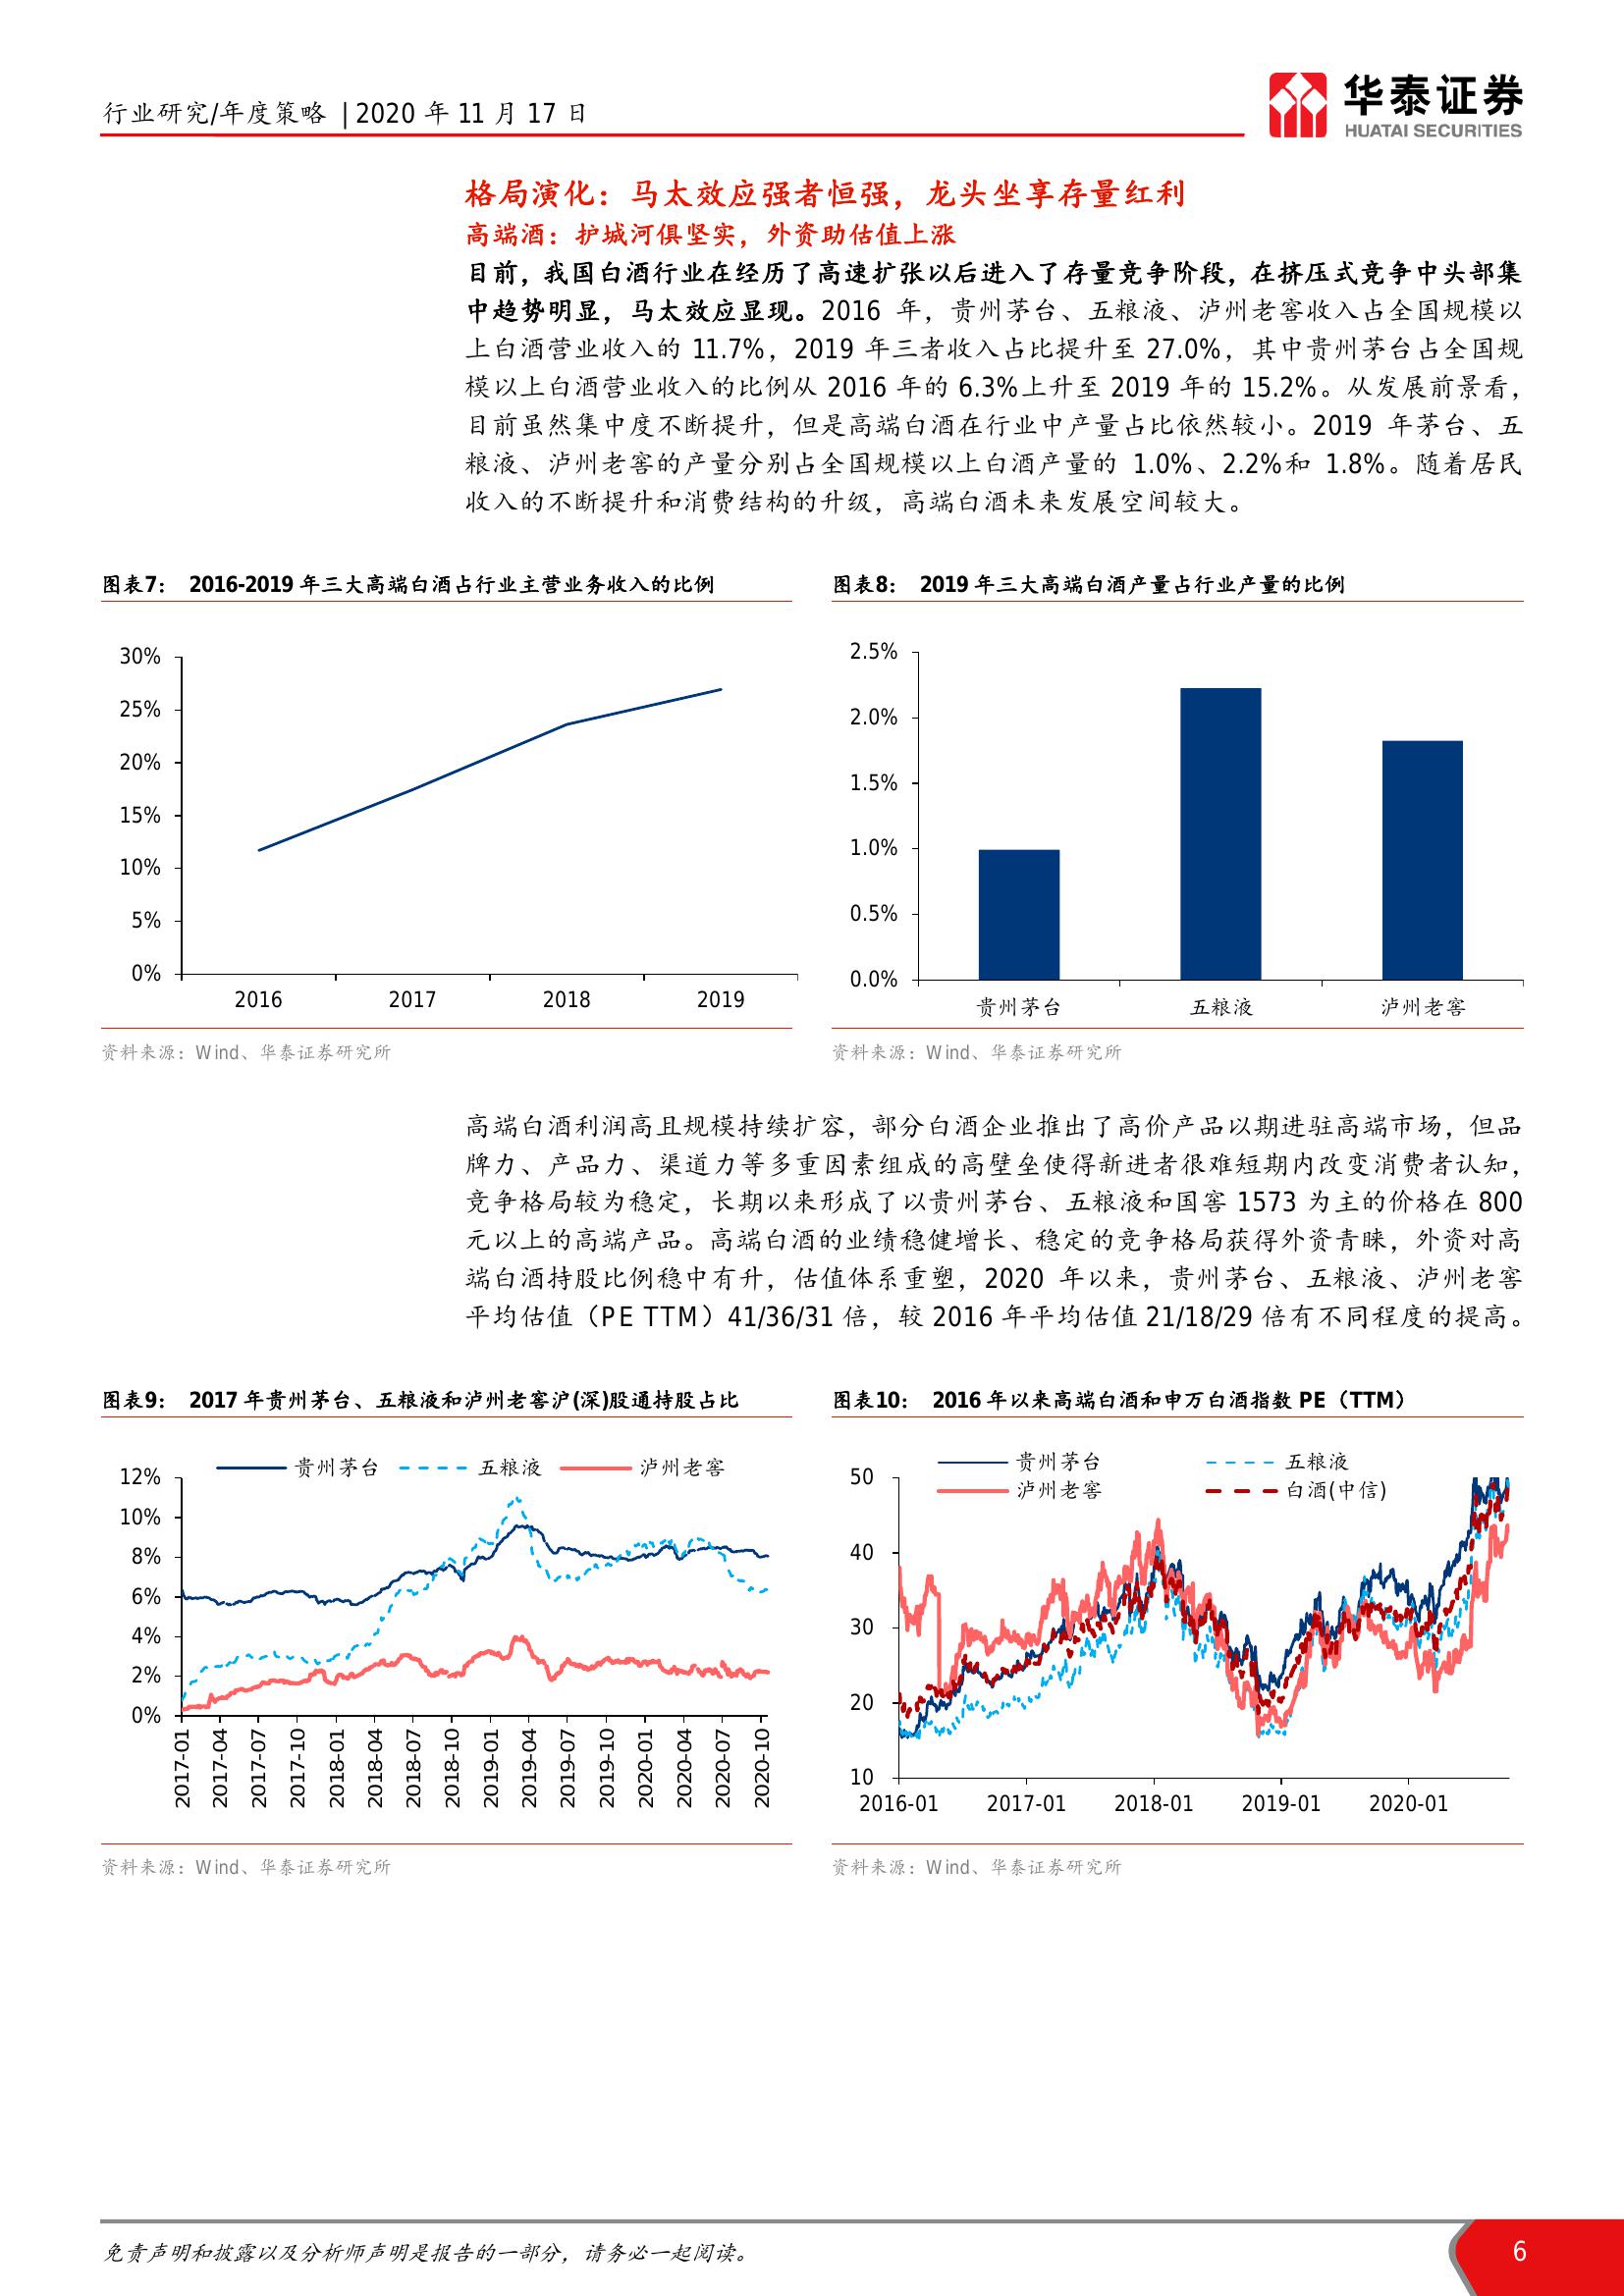 行业研究/年度策略 | 2020 年 11 月 17 日
华泰证券
HUATAI SECURITIES
格局演化：马太效应强者恒强，龙头坐享存量红利
高端酒：护城河俱坚实，外资助估值上涨
目前，我国白酒行业在经历了高速扩张以后进入了存量竞争阶段，在挤压式竞争中头部集
中趋势明显，马太效应显现。2016 年，贵州茅台、五粮液、泸州老窖收入占全国规模以
上白酒营业收入的 11.7%，2019 年三者收入占比提升至 27.0%，其中贵州茅台占全国规
模以上白酒营业收入的比例从 2016 年的 6.3%上升至 2019 年的 15.2%。从发展前景看，
目前虽然集中度不断提升，但是高端白酒在行业中产量占比依然较小。2019 年茅台、五
粮液、泸州老窖的产量分别占全国规模以上白酒产量的 1.0%、2.2%和 1.8%。随着居民
收入的不断提升和消费结构的升级，高端白酒未来发展空间较大。
图表7： 2016-2019 年三大高端白酒占行业主营业务收入的比例
30%
25%
20%
15%
10%
5%
0%
2016 2017 2018 2019
资料来源：Wind、华泰证券研究所
图表8： 2019 年三大高端白酒产量占行业产量的比例
2.5%
2.0%
1.5%
1.0%
0.5%
0.0%
贵州茅台 五粮液 泸州老窖
资料来源：Wind、华泰证券研究所
高端白酒利润高且规模持续扩容，部分白酒企业推出了高价产品以期进驻高端市场，但品
牌力、产品力、渠道力等多重因素组成的高壁垒使得新进者很难短期内改变消费者认知，
竞争格局较为稳定，长期以来形成了以贵州茅台、五粮液和国窖 1573 为主的价格在 800
元以上的高端产品。高端白酒的业绩稳健增长、稳定的竞争格局获得外资青睐，外资对高
端白酒持股比例稳中有升，估值体系重塑，2020 年以来，贵州茅台、五粮液、泸州老窖
平均估值（PE TTM）41/36/31 倍，较 2016 年平均估值 21/18/29 倍有不同程度的提高。
图表9： 2017 年贵州茅台、五粮液和泸州老窖沪(深)股通持股占比
贵州茅台 五粮液 泸州老窖
12%
10%
8%
6%
4%
2%
0%
2017-01 2017-04 2017-07 2017-10 2018-01 2018-04 2018-07 2018-10 2019-01 2019-04 2019-07 2019-10 2020-01 2020-04 2020-07 2020-10
资料来源：Wind、华泰证券研究所
图表10： 2016 年以来高端白酒和申万白酒指数 PE（TTM）
贵州茅台 五粮液
泸州老窖 白酒(中信)
50
40
30
20
10
2016-01 2017-01 2018-01 2019-01 2020-01
资料来源：Wind、华泰证券研究所
免责声明和披露以及分析师声明是报告的一部分，请务必一起阅读。
6